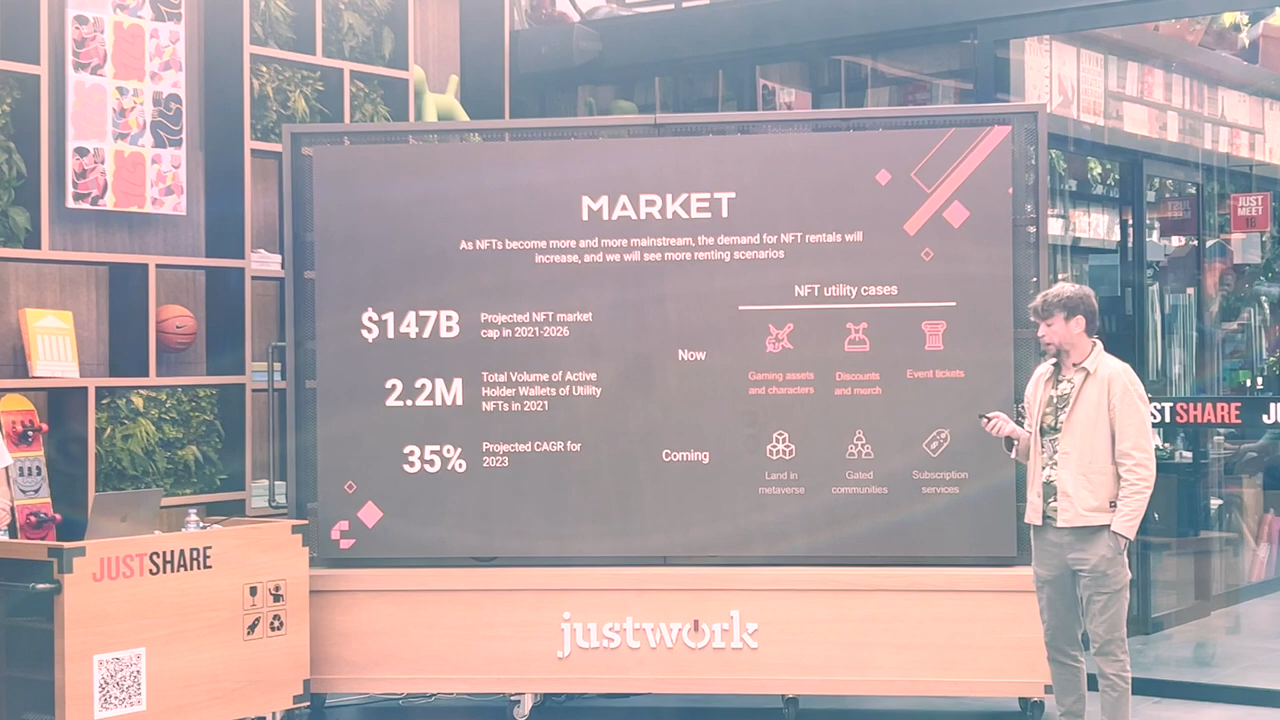 MARKET
As NFTs become more and more mainstream, the demand for NFT rentals will
increase, and we will see more renting scenarios
$147B
Projected NFT market
cap in 2021-2026
2.2M
Total Volume of Active
Holder Wallets of Utility
NFTs in 2021
35%
Projected CAGR for
2023
NFT utility cases
Now
Gaming assets
and characters
Discounts
and merch
Event tickets
Coming
Land in
metaverse
Gated
communities
Subscription
services
JUST
MEET
16
STSHARE
JUSTSHARE
justwork